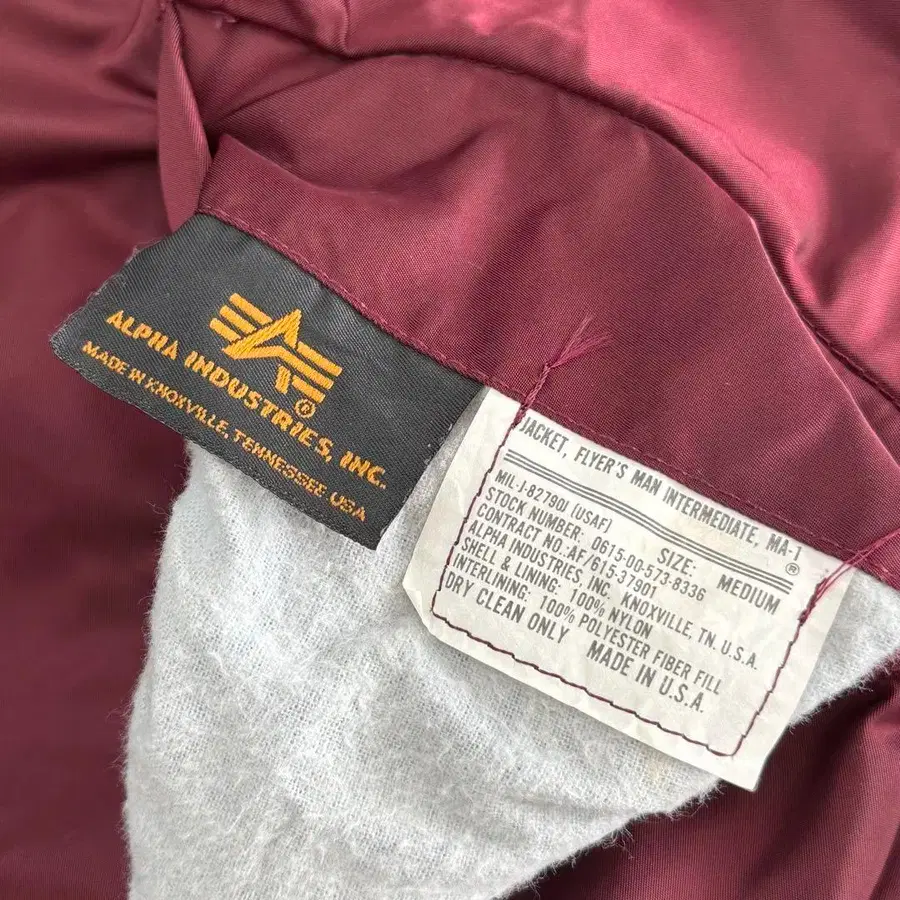 ALPHA INDUSTRIES, INC.
®
MADE IN KNOXVILLE, TENNESSEE USA
JACKET, FLYER'S MAN INTERMEDIATE, MA-1
®
MIL-J-82790J (USAF) SIZE: MEDIUM
STOCK NUMBER: 0615-00-573-8336
CONTRACT NO.:AF/615-37901
ALPHA INDUSTRIES, INC. KNOXVILLE, TN. U.S.A.
SHELL & LINING: 100% NYLON
INTERLINING: 100% POLYESTER FIBER FILL
DRY CLEAN ONLY MADE IN U.S.A.